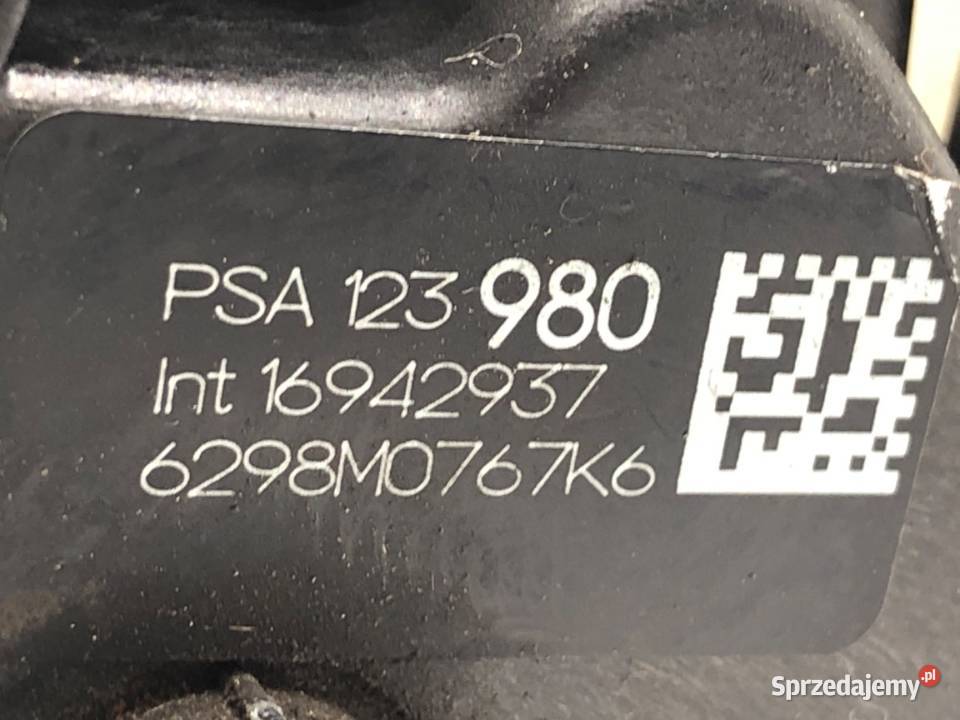 PSA 123 980
Int 16942937
6298M0767K6
Sprzedajemy.pl